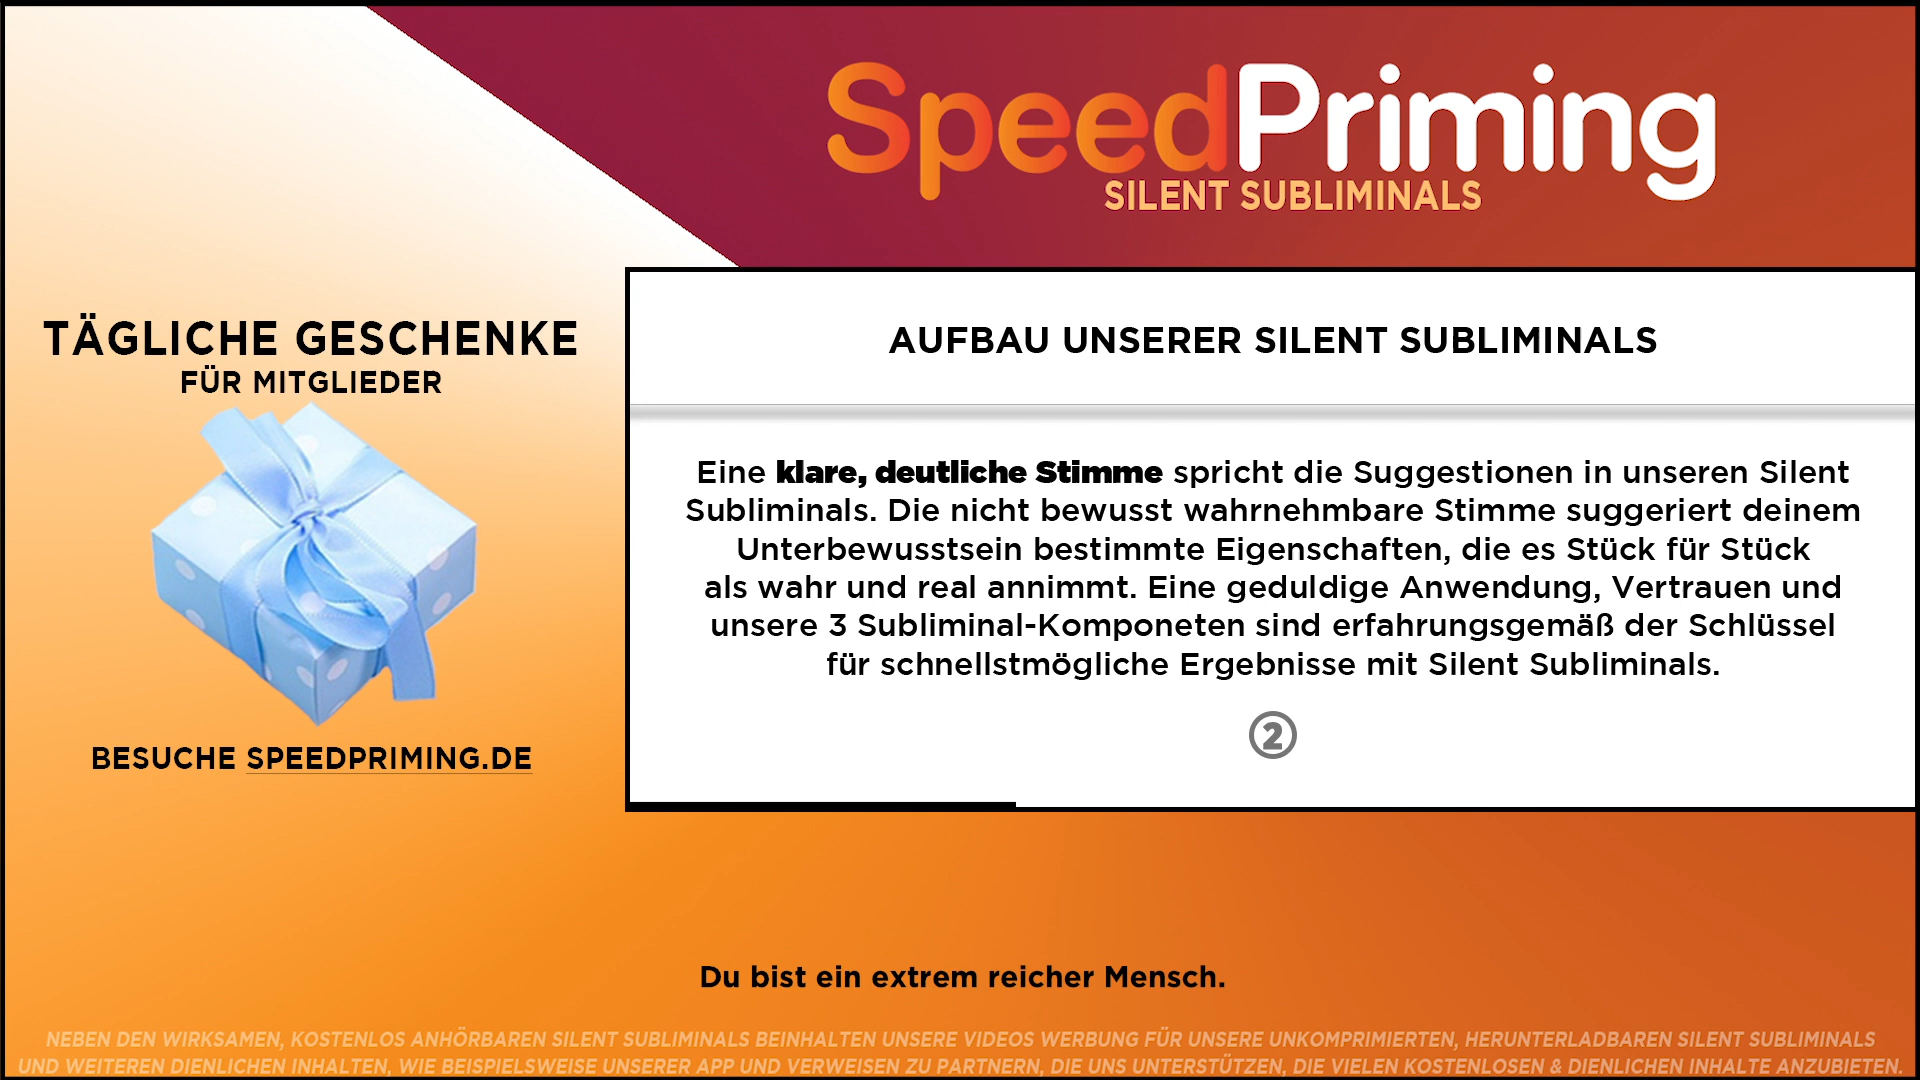 SpeedPriming
SILENT SUBLIMINALS
TÄGLICHE GESCHENKE
FÜR MITGLIEDER
BESUCHE SPEEDPRIMING.DE
AUFBAU UNSERER SILENT SUBLIMINALS
Eine klare, deutliche Stimme spricht die Suggestionen in unseren Silent
Subliminals. Die nicht bewusst wahrnehmbare Stimme suggeriert deinem
Unterbewusstsein bestimmte Eigenschaften, die es Stück für Stück
als wahr und real annimmt. Eine geduldige Anwendung, Vertrauen und
unsere 3 Subliminal-Komponeten sind erfahrungsgemäß der Schlüssel
für schnellstmögliche Ergebnisse mit Silent Subliminals.
2
Du bist ein extrem reicher Mensch.
NEBEN DEN WIRKSAMEN, KOSTENLOS ANHÖRBAREN SILENT SUBLIMINALS BEINHALTEN UNSERE VIDEOS WERBUNG FÜR UNSERE UNKOMPRIMIERTEN, HERUNTERLADBAREN SILENT SUBLIMINALS
UND WEITEREN DIENLICHEN INHALTEN, WIE BEISPIELSWEISE UNSERER APP UND VERWEISEN ZU PARTNERN, DIE UNS UNTERSTÜTZEN, DIE VIELEN KOSTENLOSEN & DIENLICHEN INHALTE ANZUBIETEN.